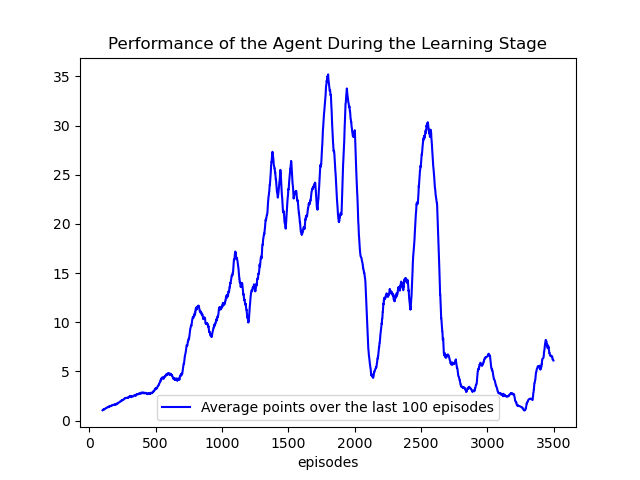 Performance of the Agent During the Learning Stage
35
30
25
20
15
10
5
0
Average points over the last 100 episodes
0 500 1000 1500 2000 2500 3000 3500
episodes